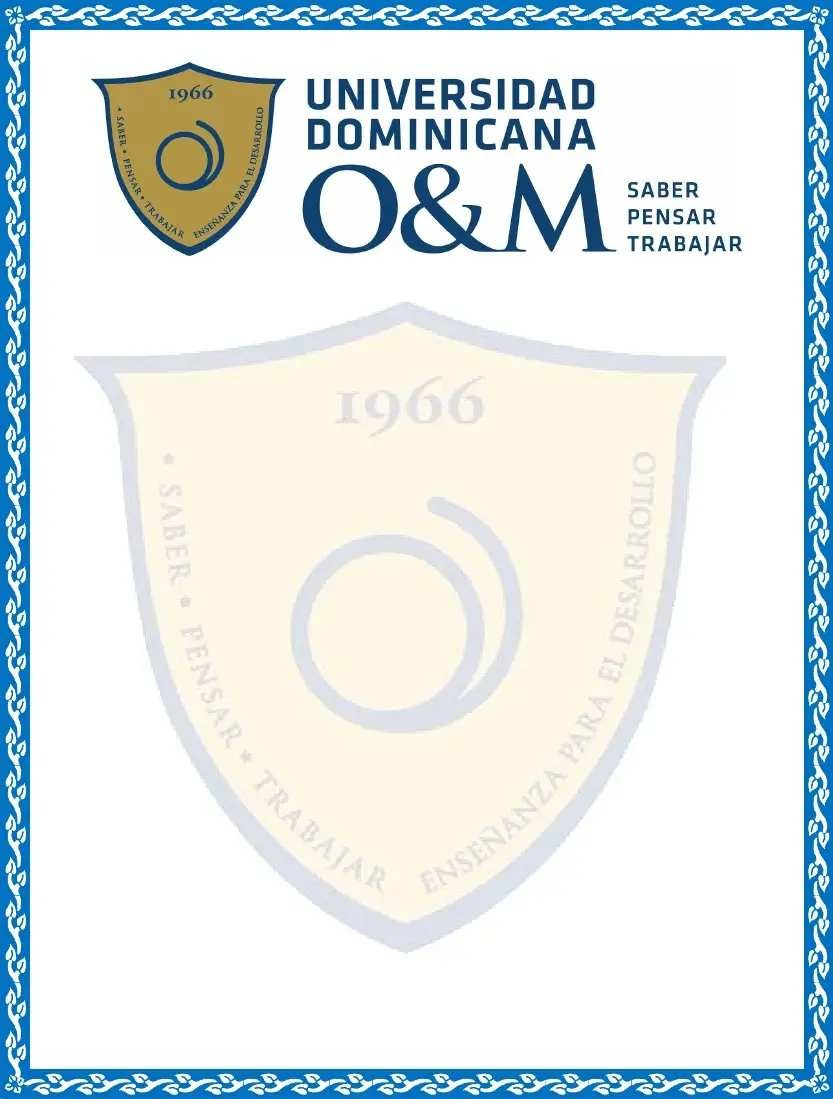 1966
• SABER • PENSAR • TRABAJAR
ENSEÑANZA PARA EL DESARROLLO
UNIVERSIDAD
DOMINICANA
O&M
SABER
PENSAR
TRABAJAR
1966
* SABER * PENSAR * TRABAJAR
ENSEÑANZA PARA EL DESARROLLO